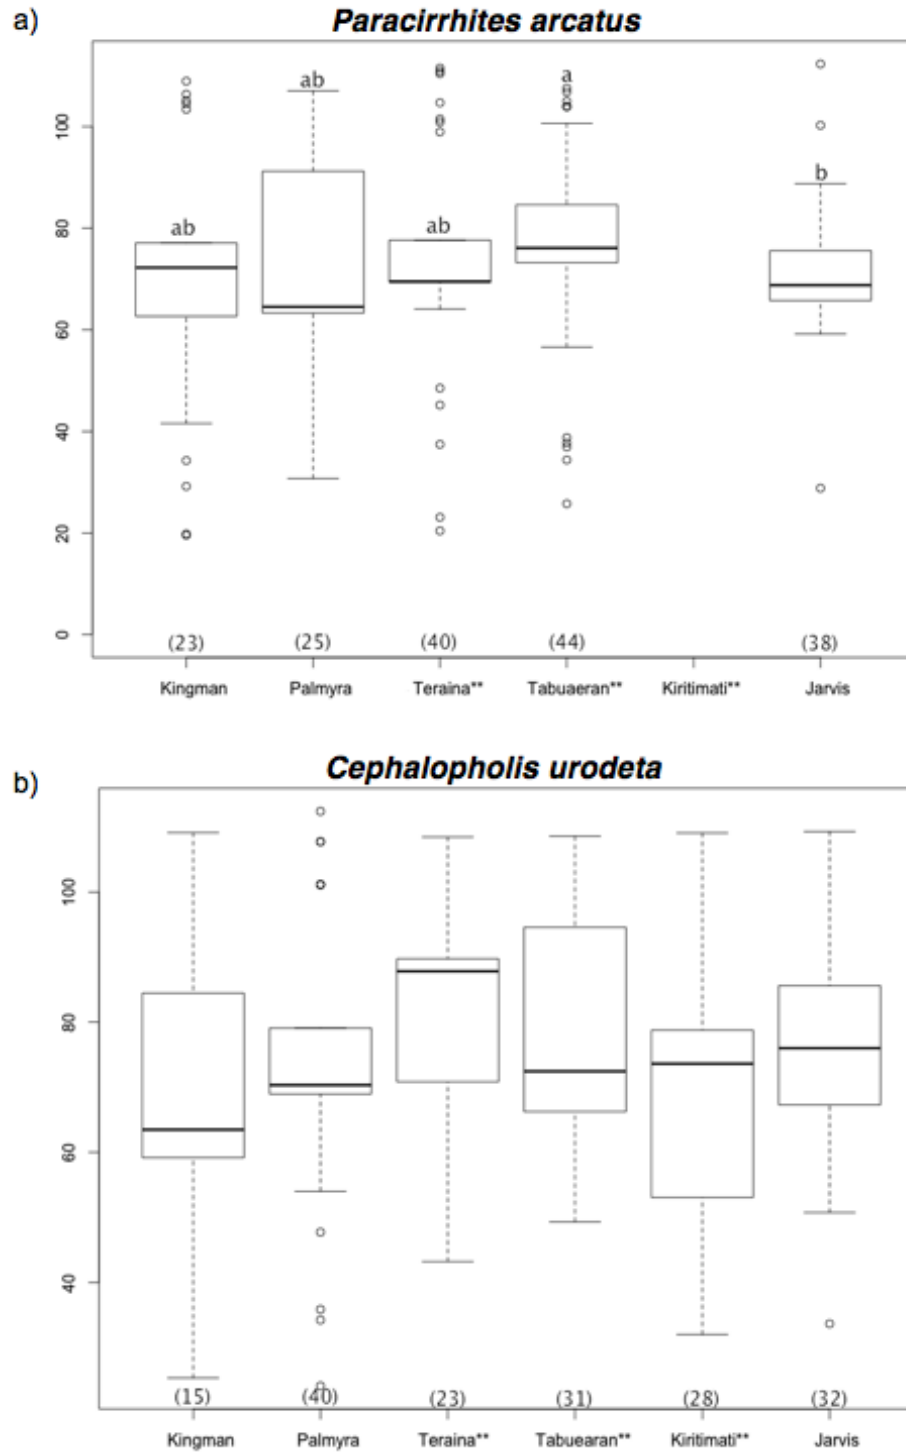 a)
Paracirrhites arcatus
ab
ab
ab
a
b
100
80
60
40
20
0
(23) (25) (40) (44) (38)
Kingman Palmyra Teraina** Tabuaeran** Kiritimati** Jarvis
b)
Cephalopholis urodeta
100
80
60
40
(15) (40) (23) (31) (28) (32)
Kingman Palmyra Teraina** Tabuearan** Kiritimati** Jarvis